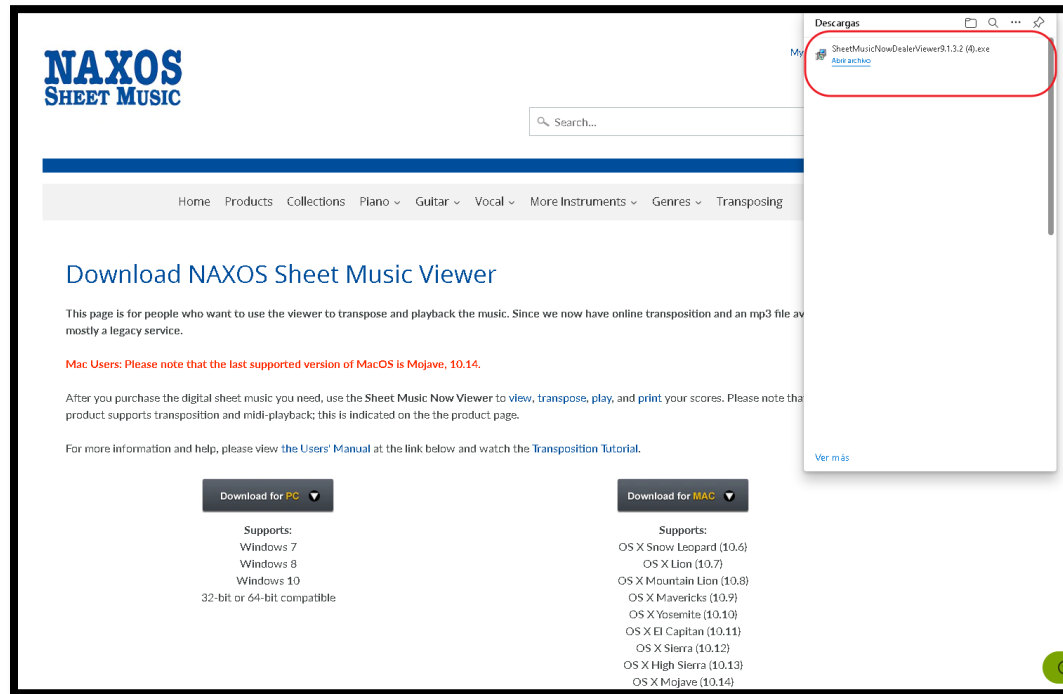 NAXOS
SHEET MUSIC
My
Search...
Home Products Collections Piano Guitar Vocal More Instruments Genres Transposing
Descargas
SheetMusicNowDealerViewer9.1.3.2 (4).exe
Abrir archivo
Ver más
Download NAXOS Sheet Music Viewer
This page is for people who want to use the viewer to transpose and playback the music. Since we now have online transposition and an mp3 file av
mostly a legacy service.
Mac Users: Please note that the last supported version of MacOS is Mojave, 10.14.
After you purchase the digital sheet music you need, use the Sheet Music Now Viewer to view, transpose, play, and print your scores. Please note tha
product supports transposition and midi-playback; this is indicated on the the product page.
For more information and help, please view the Users' Manual at the link below and watch the Transposition Tutorial.
Download for PC
Supports:
Windows 7
Windows 8
Windows 10
32-bit or 64-bit compatible
Download for MAC
Supports:
OS X Snow Leopard (10.6)
OS X Lion (10.7)
OS X Mountain Lion (10.8)
OS X Mavericks (10.9)
OS X Yosemite (10.10)
OS X El Capitan (10.11)
OS X Sierra (10.12)
OS X High Sierra (10.13)
OS X Mojave (10.14)